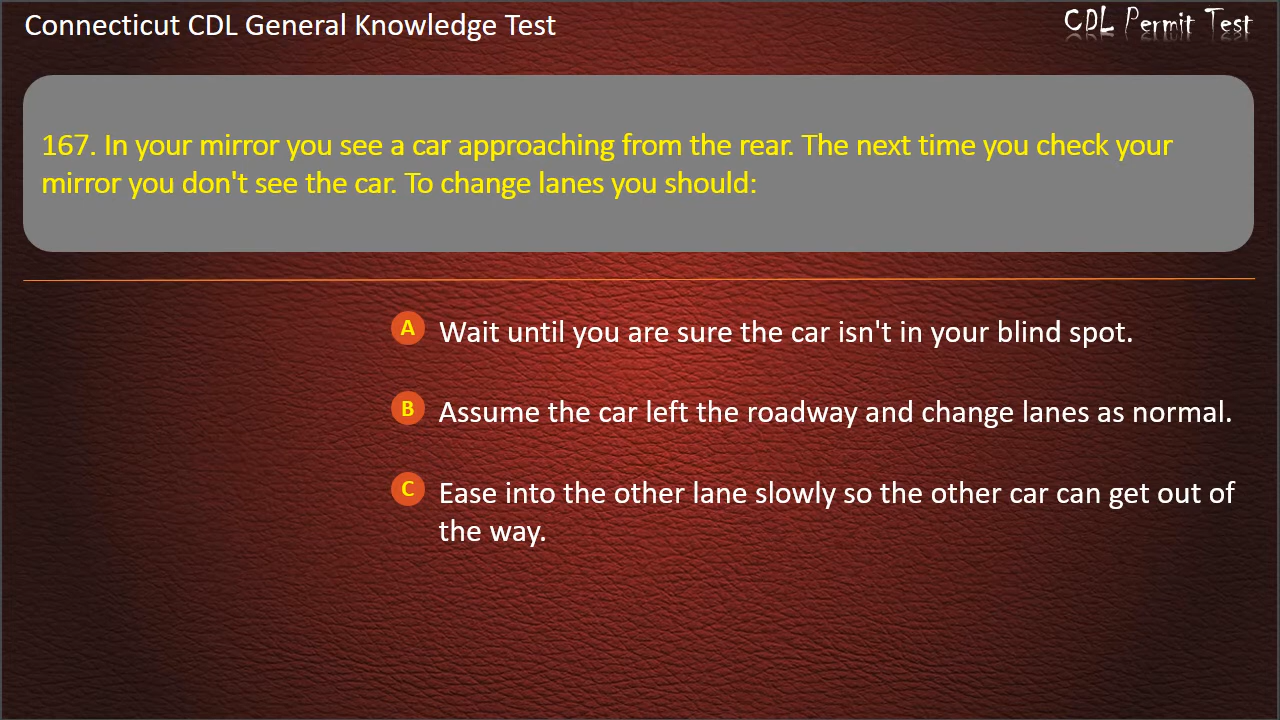 Connecticut CDL General Knowledge Test
CDL Permit Test
167. In your mirror you see a car approaching from the rear. The next time you check your
mirror you don't see the car. To change lanes you should:
A Wait until you are sure the car isn't in your blind spot.
B Assume the car left the roadway and change lanes as normal.
C Ease into the other lane slowly so the other car can get out of
the way.